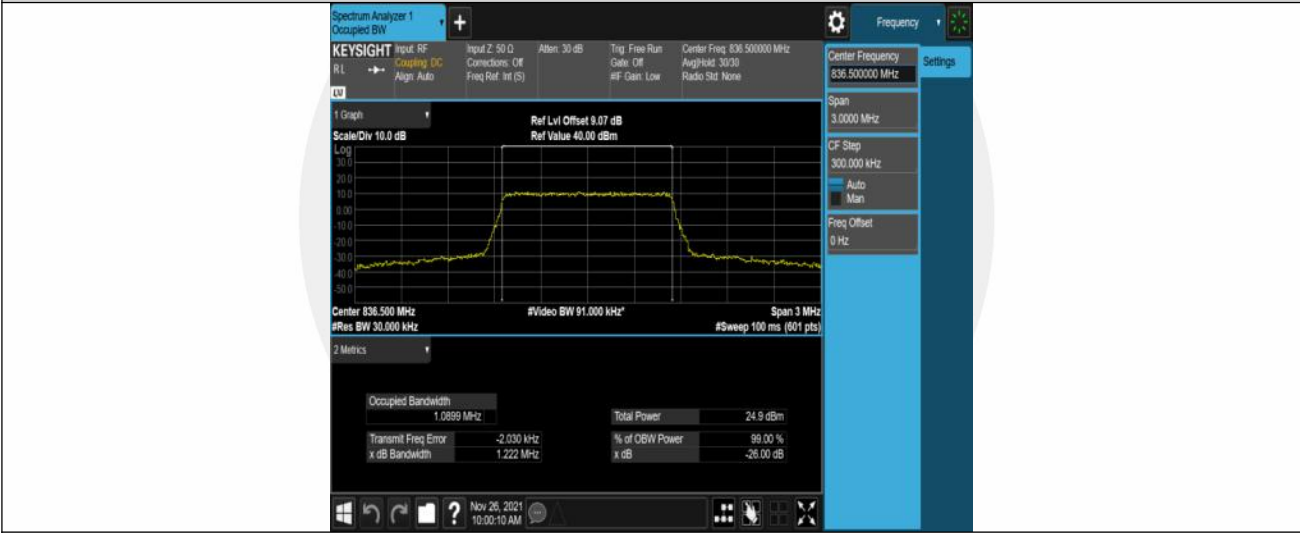 Spectrum Analyzer 1
Occupied BW
+
Frequency
KEYSIGHT
Input: RF
Coupling: DC
Align: Auto
RL
LV
Input Z: 50 Ω
Corrections: Off
Freq Ref: Int (S)
Atten: 30 dB
Trig: Free Run
Gate: Off
#IF Gain: Low
Center Freq: 836.500000 MHz
Avg|Hold: 30/30
Radio Std: None
Center Frequency
836.500000 MHz
Settings
Span
3.0000 MHz
CF Step
300.000 kHz
Auto
Man
Freq Offset
0 Hz
1 Graph
Scale/Div 10.0 dB
Ref Lvl Offset 9.07 dB
Ref Value 40.00 dBm
Log
30.0
20.0
10.0
0.00
-10.0
-20.0
-30.0
-40.0
-50.0
Center 836.500 MHz
#Video BW 91.000 kHz*
Span 3 MHz
#Res BW 30.000 kHz
#Sweep 100 ms (601 pts)
2 Metrics
Occupied Bandwidth
1.0899 MHz
Total Power 24.9 dBm
Transmit Freq Error -2.030 kHz
% of OBW Power 99.00 %
x dB Bandwidth 1.222 MHz
x dB -26.00 dB
?
Nov 26, 2021
10:00:10 AM